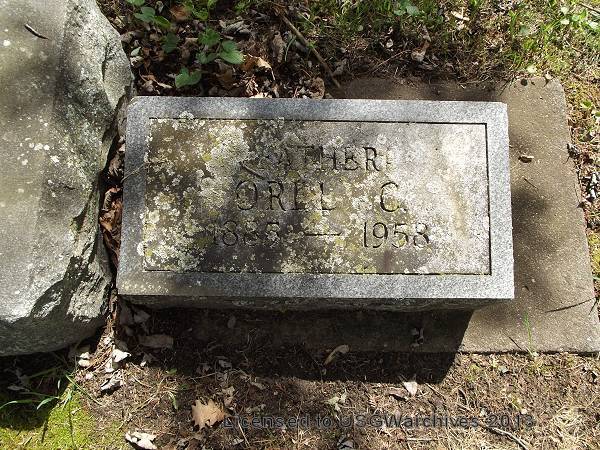 FATHER
OREL C.
1885 — 1958
Licensed to USGWarchives 2013